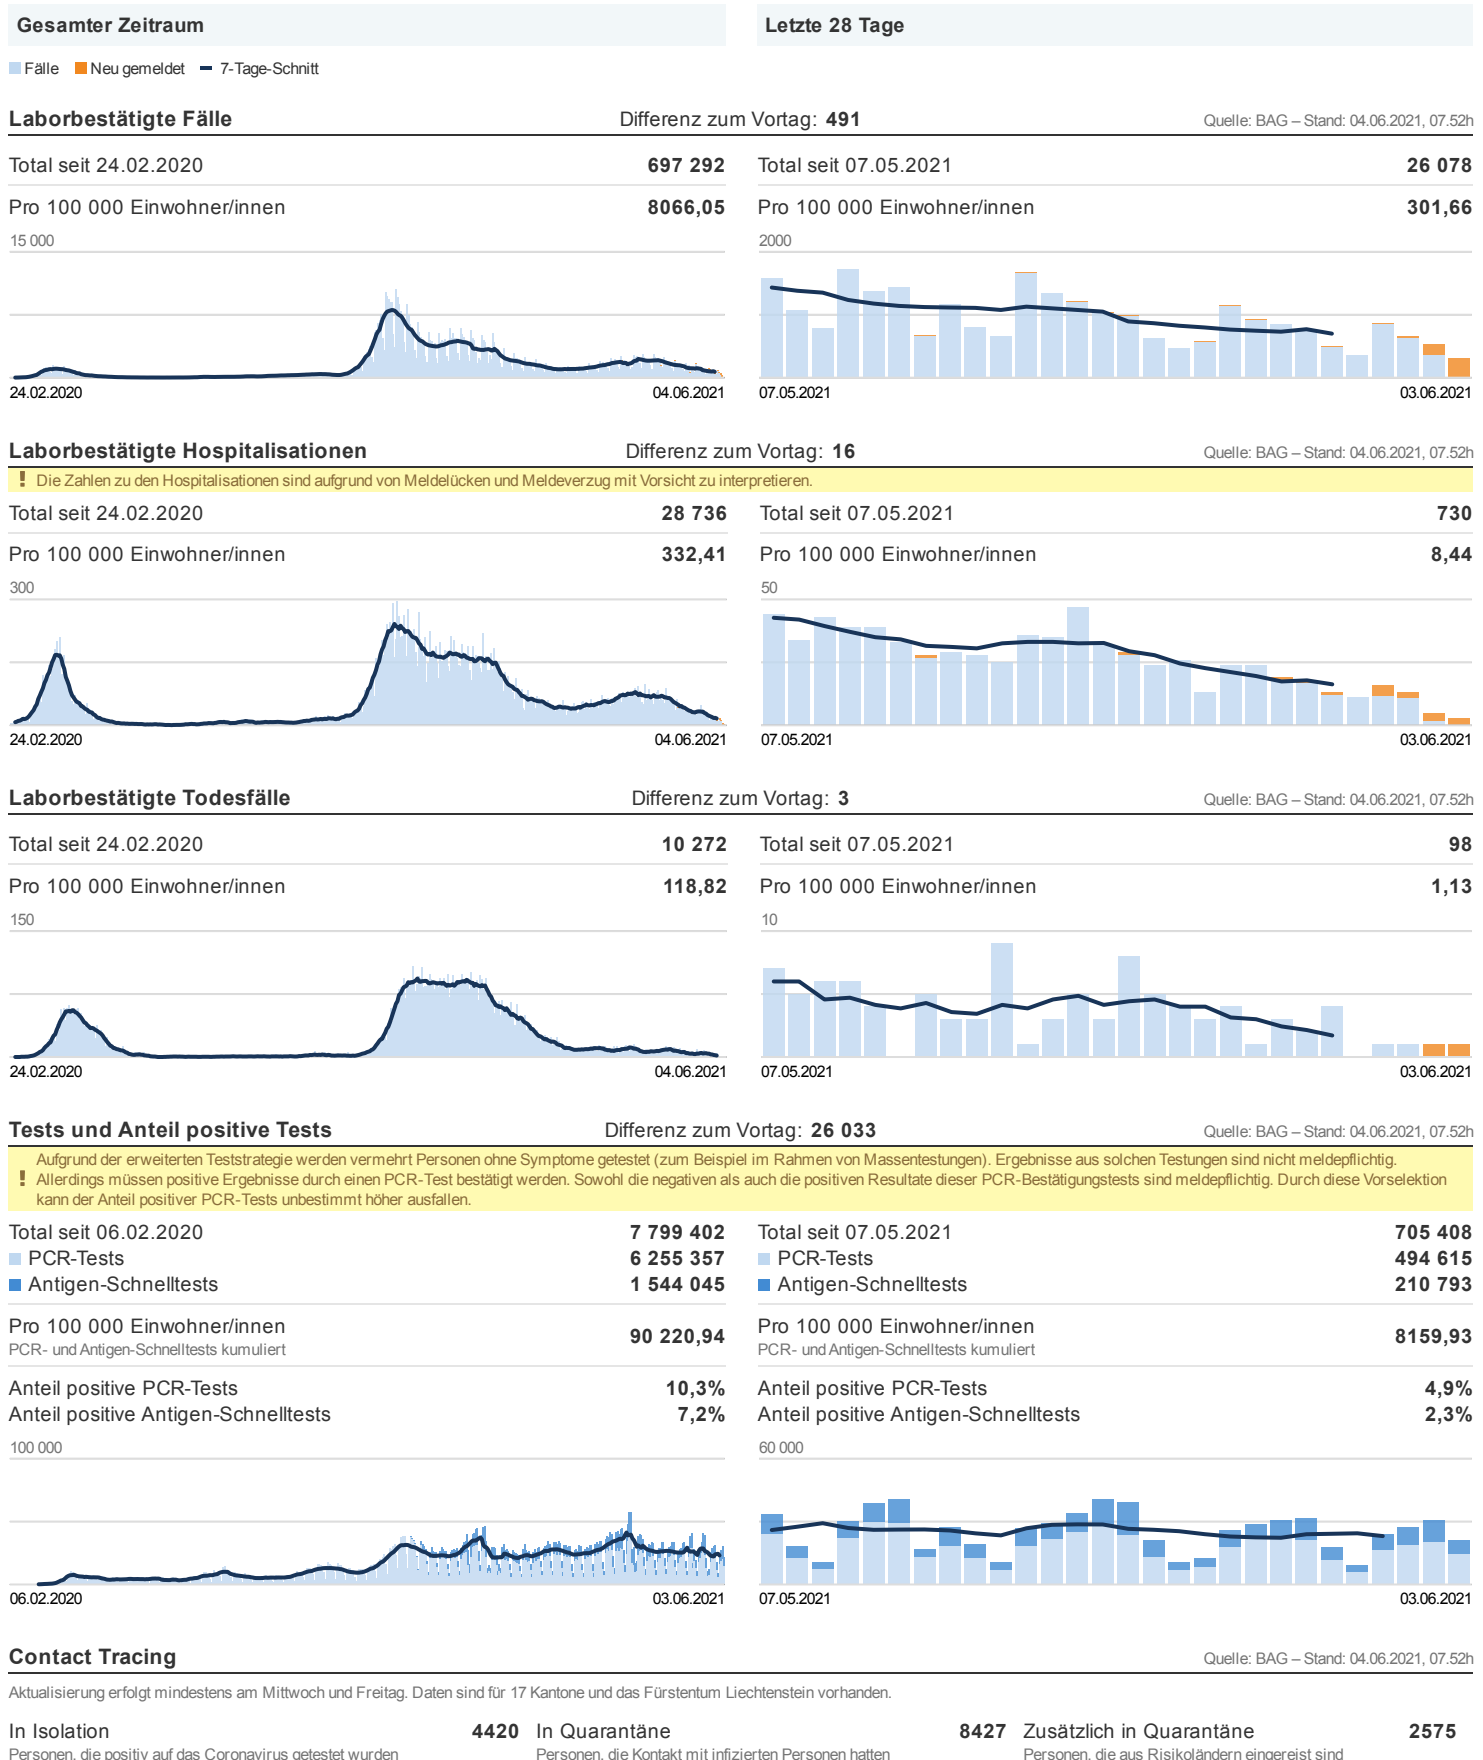 Gesamter Zeitraum
Letzte 28 Tage
Fälle Neu gemeldet 7-Tage-Schnitt
Laborbestätigte Fälle Differenz zum Vortag: 491 Quelle: BAG – Stand: 04.06.2021, 07.52h
Total seit 24.02.2020 697 292
Pro 100 000 Einwohner/innen 8066,05
15 000
24.02.2020 04.06.2021
Total seit 07.05.2021 26 078
Pro 100 000 Einwohner/innen 301,66
2000
07.05.2021 03.06.2021
Laborbestätigte Hospitalisationen Differenz zum Vortag: 16 Quelle: BAG – Stand: 04.06.2021, 07.52h
! Die Zahlen zu den Hospitalisationen sind aufgrund von Meldelücken und Meldeverzug mit Vorsicht zu interpretieren.
Total seit 24.02.2020 28 736
Pro 100 000 Einwohner/innen 332,41
300
24.02.2020 04.06.2021
Total seit 07.05.2021 730
Pro 100 000 Einwohner/innen 8,44
50
07.05.2021 03.06.2021
Laborbestätigte Todesfälle Differenz zum Vortag: 3 Quelle: BAG – Stand: 04.06.2021, 07.52h
Total seit 24.02.2020 10 272
Pro 100 000 Einwohner/innen 118,82
150
24.02.2020 04.06.2021
Total seit 07.05.2021 98
Pro 100 000 Einwohner/innen 1,13
10
07.05.2021 03.06.2021
Tests und Anteil positive Tests Differenz zum Vortag: 26 033 Quelle: BAG – Stand: 04.06.2021, 07.52h
Aufgrund der erweiterten Teststrategie werden vermehrt Personen ohne Symptome getestet (zum Beispiel im Rahmen von Massentestungen). Ergebnisse aus solchen Testungen sind nicht meldepflichtig.
! Allerdings müssen positive Ergebnisse durch einen PCR-Test bestätigt werden. Sowohl die negativen als auch die positiven Resultate dieser PCR-Bestätigungstests sind meldepflichtig. Durch diese Vorselektion
kann der Anteil positiver PCR-Tests unbestimmt höher ausfallen.
Total seit 06.02.2020 7 799 402
PCR-Tests 6 255 357
Antigen-Schnelltests 1 544 045
Pro 100 000 Einwohner/innen 90 220,94
PCR- und Antigen-Schnelltests kumuliert
Anteil positive PCR-Tests 10,3%
Anteil positive Antigen-Schnelltests 7,2%
100 000
06.02.2020 03.06.2021
Total seit 07.05.2021 705 408
PCR-Tests 494 615
Antigen-Schnelltests 210 793
Pro 100 000 Einwohner/innen 8159,93
PCR- und Antigen-Schnelltests kumuliert
Anteil positive PCR-Tests 4,9%
Anteil positive Antigen-Schnelltests 2,3%
60 000
07.05.2021 03.06.2021
Contact Tracing Quelle: BAG – Stand: 04.06.2021, 07.52h
Aktualisierung erfolgt mindestens am Mittwoch und Freitag. Daten sind für 17 Kantone und das Fürstentum Liechtenstein vorhanden.
In Isolation 4420
Personen, die positiv auf das Coronavirus getestet wurden
In Quarantäne 8427
Personen, die Kontakt mit infizierten Personen hatten
Zusätzlich in Quarantäne 2575
Personen, die aus Risikoländern eingereist sind